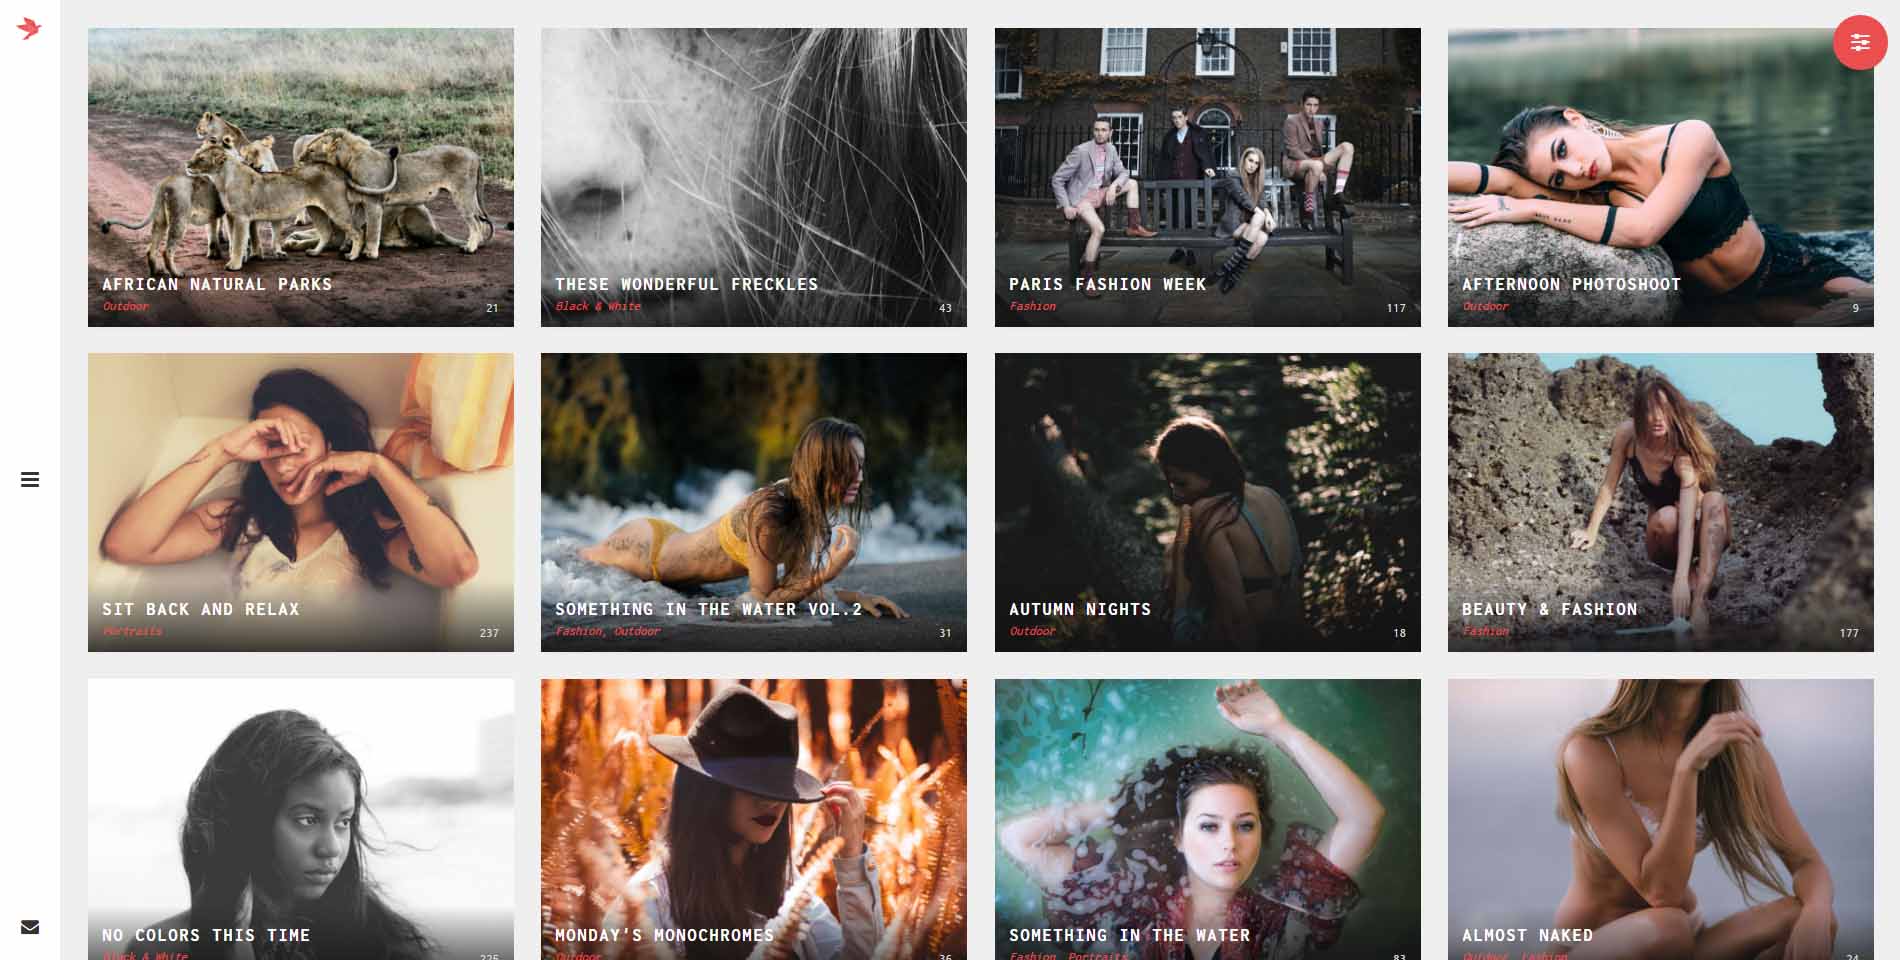 AFRICAN NATURAL PARKS
Outdoor
21
THESE WONDERFUL FRECKLES
Black & White
43
PARIS FASHION WEEK
Fashion
117
AFTERNOON PHOTOSHOOT
Outdoor
9
SIT BACK AND RELAX
Portraits
237
SOMETHING IN THE WATER VOL.2
Fashion, Outdoor
31
AUTUMN NIGHTS
Outdoor
18
BEAUTY & FASHION
Fashion
177
NO COLORS THIS TIME
Black & White
225
MONDAY'S MONOCHROMES
Outdoor
36
SOMETHING IN THE WATER
Fashion, Portraits
83
ALMOST NAKED
Outdoor, Fashion
24